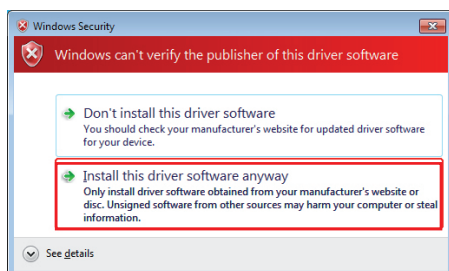 Windows Security
Windows can't verify the publisher of this driver software
Don't install this driver software
You should check your manufacturer's website for updated driver software
for your device.
Install this driver software anyway
Only install driver software obtained from your manufacturer's website or
disc. Unsigned software from other sources may harm your computer or steal
information.
See details